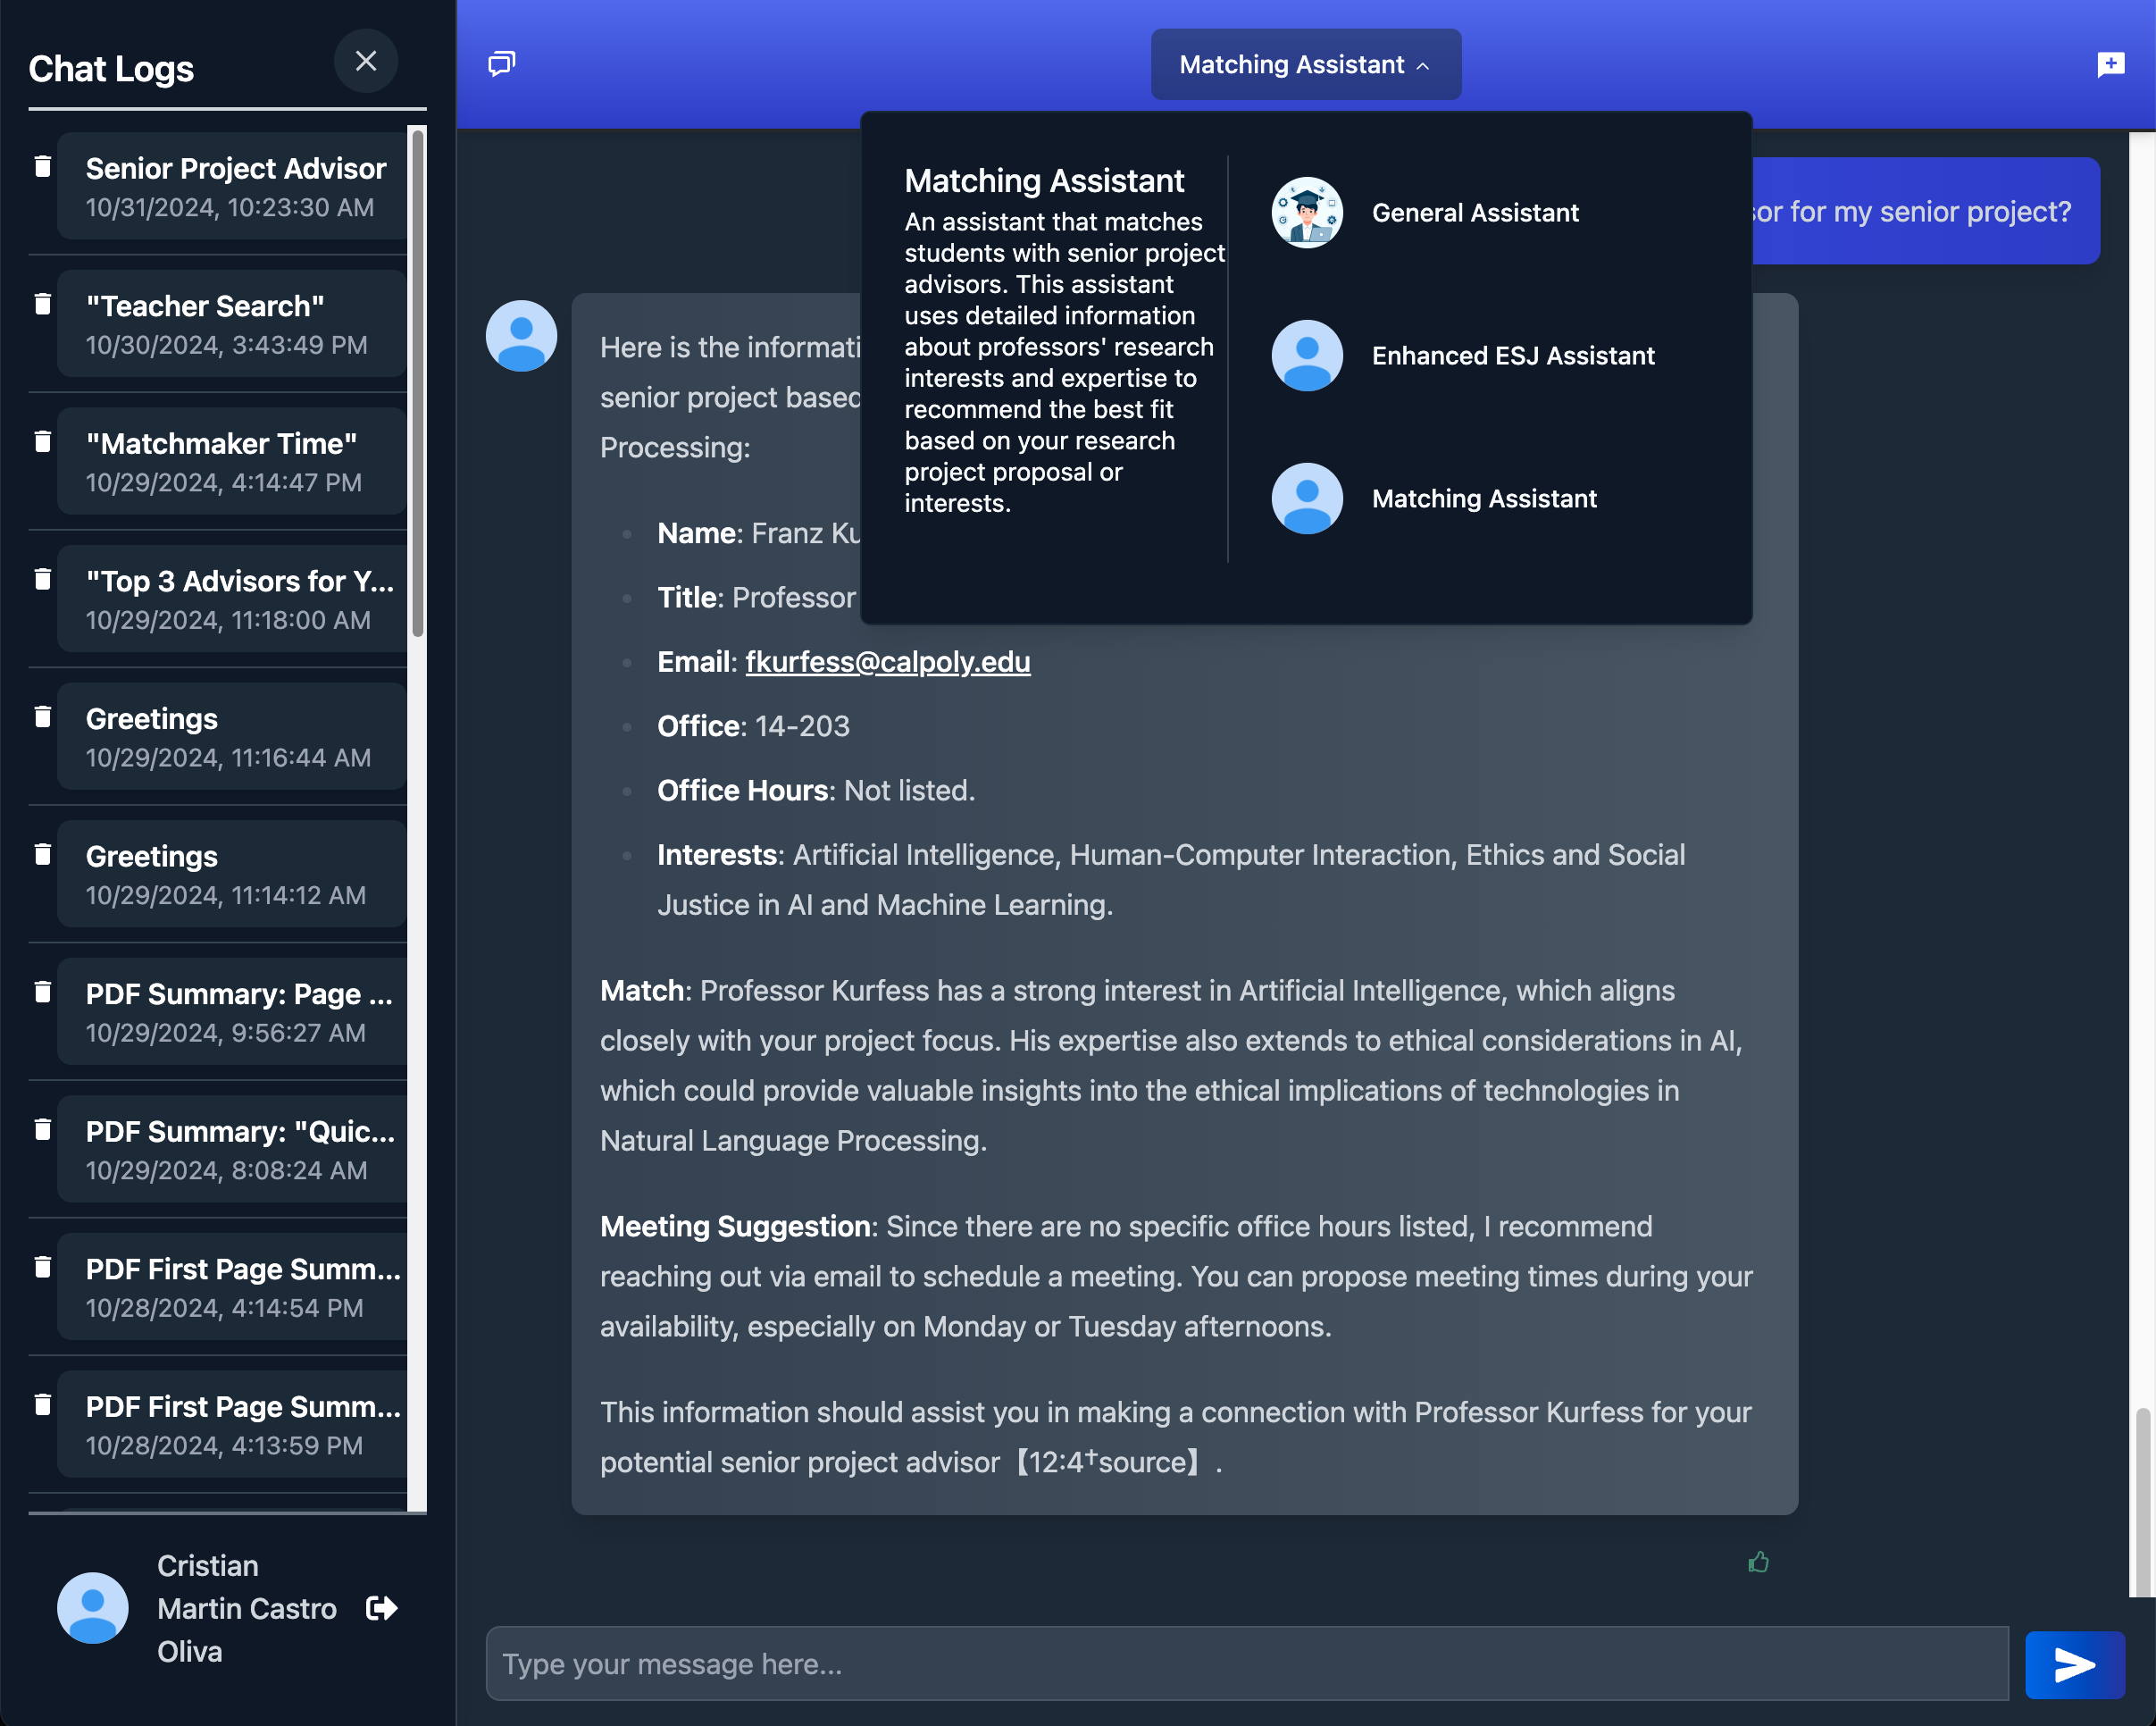 Chat Logs
Senior Project Advisor
10/31/2024, 10:23:30 AM
"Teacher Search"
10/30/2024, 3:43:49 PM
"Matchmaker Time"
10/29/2024, 4:14:47 PM
"Top 3 Advisors for Y...
10/29/2024, 11:18:00 AM
Greetings
10/29/2024, 11:16:44 AM
Greetings
10/29/2024, 11:14:12 AM
PDF Summary: Page ...
10/29/2024, 9:56:27 AM
PDF Summary: "Quic...
10/29/2024, 8:08:24 AM
PDF First Page Summ...
10/28/2024, 4:14:54 PM
PDF First Page Summ...
10/28/2024, 4:13:59 PM
Cristian
Martin Castro
Oliva
Matching Assistant
Matching Assistant
An assistant that matches
students with senior project
advisors. This assistant
uses detailed information
about professors' research
interests and expertise to
recommend the best fit
based on your research
project proposal or
interests.
General Assistant
Enhanced ESJ Assistant
Matching Assistant
for my senior project?
Here is the
senior project based
Processing:
Name: Franz
Title: Professor
Email: fkurfess@calpoly.edu
Office: 14-203
Office Hours: Not listed.
Interests: Artificial Intelligence, Human-Computer Interaction, Ethics and Social
Justice in AI and Machine Learning.
Match: Professor Kurfess has a strong interest in Artificial Intelligence, which aligns
closely with your project focus. His expertise also extends to ethical considerations in AI,
which could provide valuable insights into the ethical implications of technologies in
Natural Language Processing.
Meeting Suggestion: Since there are no specific office hours listed, I recommend
reaching out via email to schedule a meeting. You can propose meeting times during your
availability, especially on Monday or Tuesday afternoons.
This information should assist you in making a connection with Professor Kurfess for your
potential senior project advisor【12:4†source】.
Type your message here...